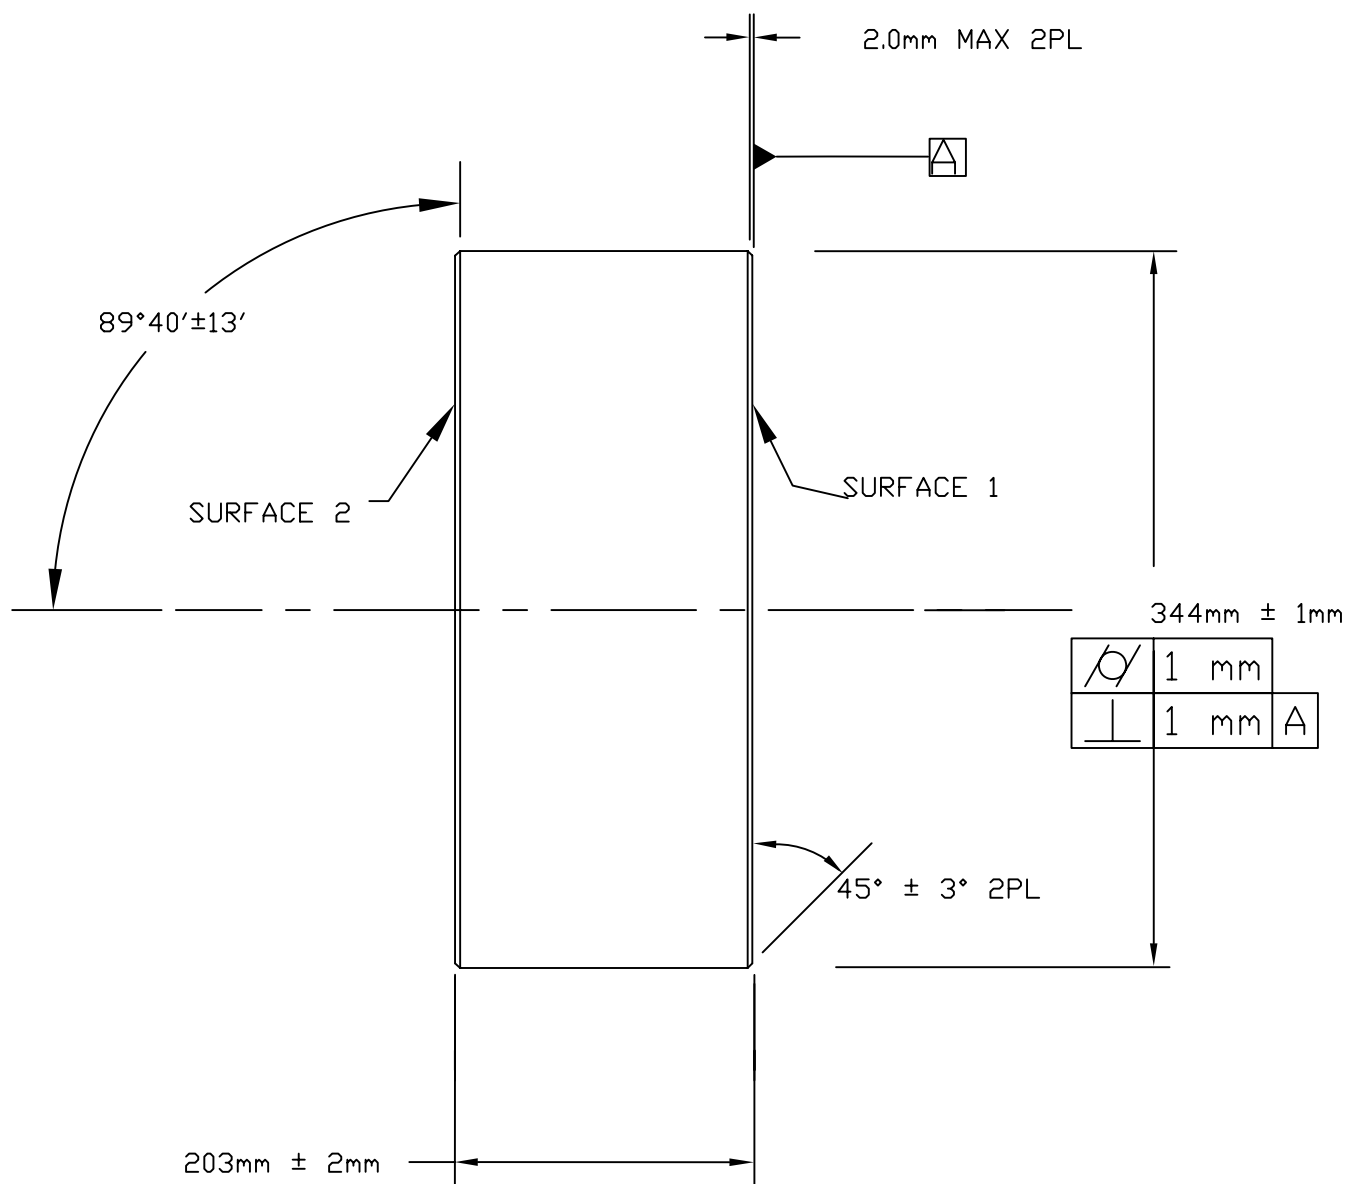 2.0mm MAX 2PL
A
89°40'±13'
SURFACE 1
SURFACE 2
344mm ± 1mm
⌭ 1 mm
⊥ 1 mm A
45° ± 3° 2PL
203mm ± 2mm